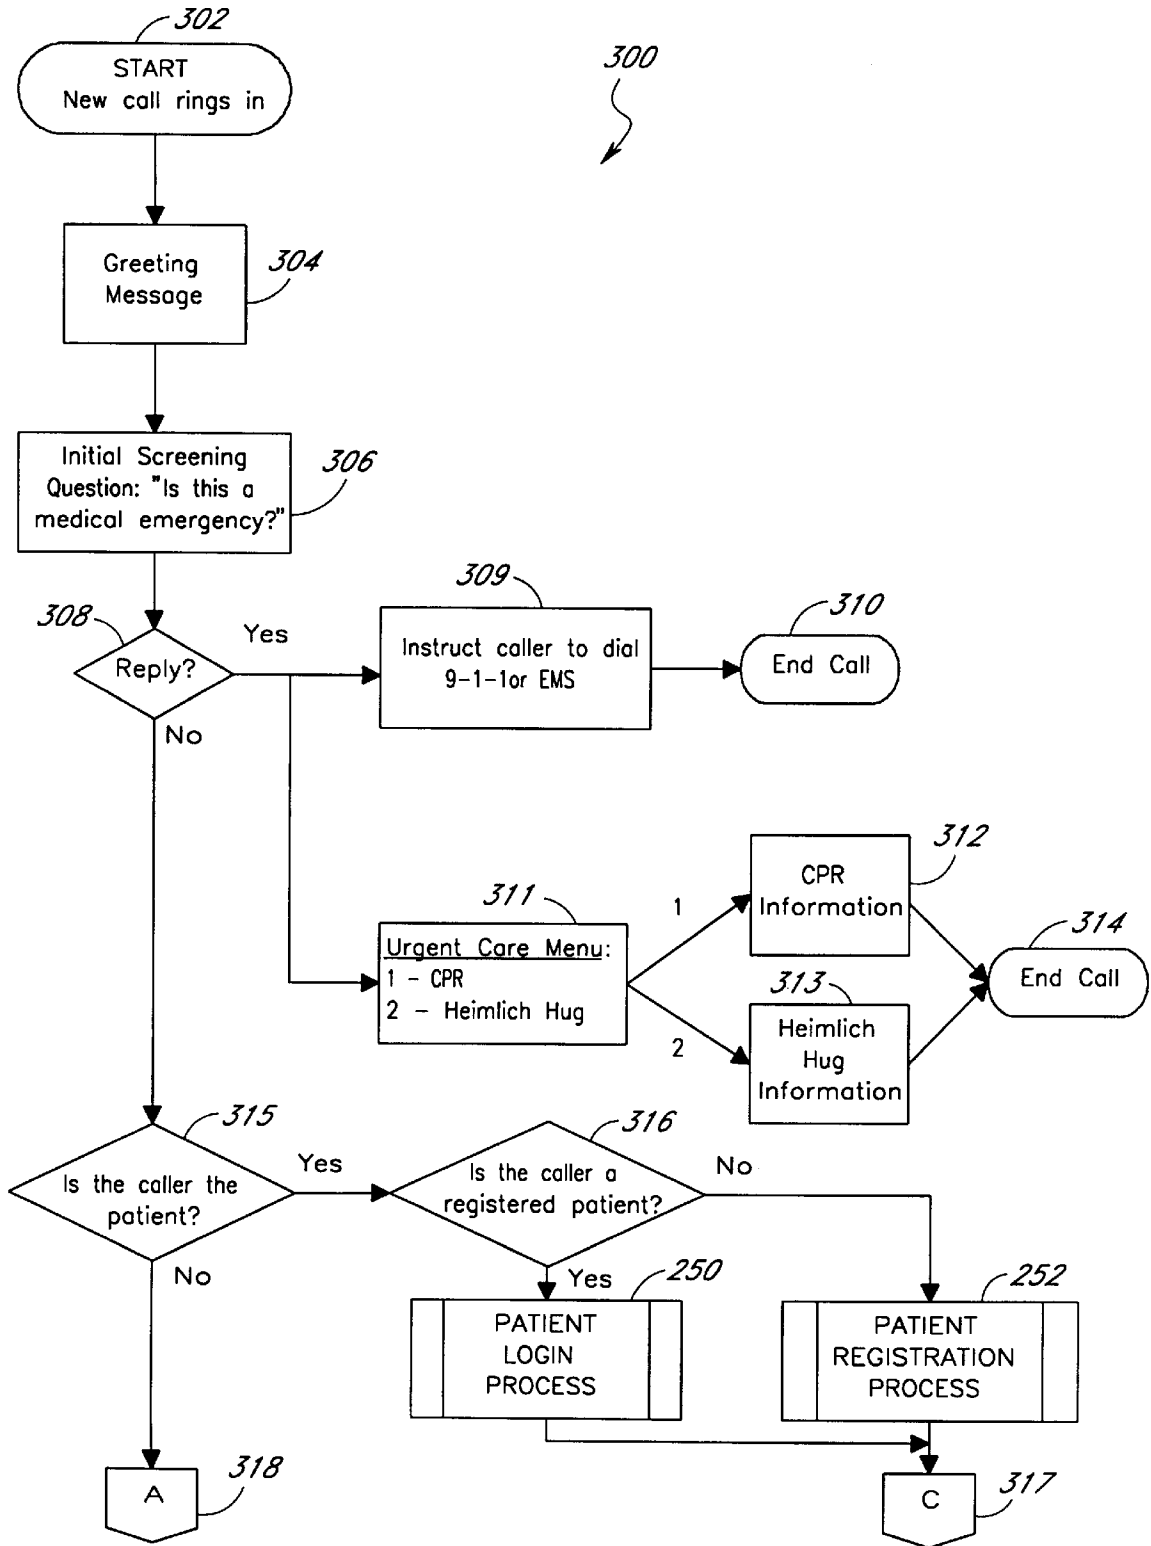 302
START
New call rings in
300
Greeting
Message
304
Initial Screening
Question: "Is this a
medical emergency?"
306
308
Reply?
Yes
No
309
Instruct caller to dial
9-1-1or EMS
310
End Call
311
Urgent Care Menu:
1 - CPR
2 - Heimlich Hug
1
2
312
CPR
Information
313
Heimlich
Hug
Information
314
End Call
315
Is the caller the
patient?
Yes
No
316
Is the caller a
registered patient?
No
Yes
250
PATIENT
LOGIN
PROCESS
252
PATIENT
REGISTRATION
PROCESS
A
318
C
317